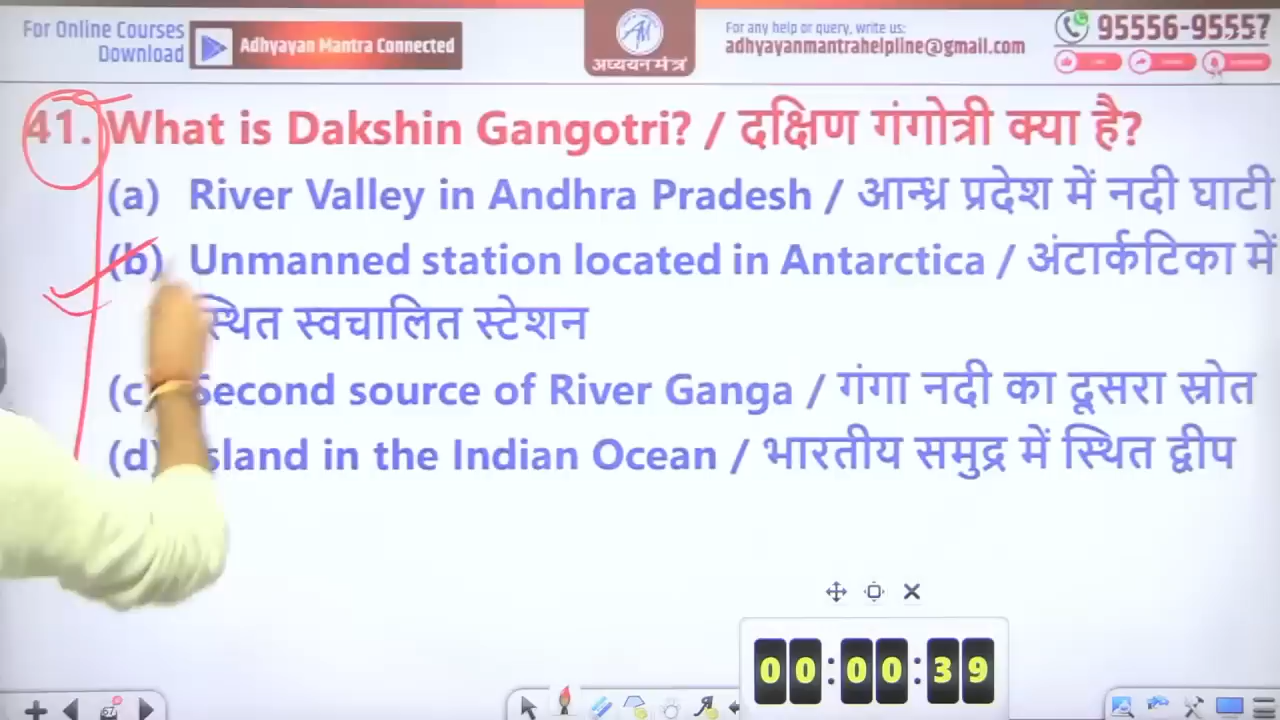 For Online Courses
Download
Adhyayan Mantra Connected
अध्ययन मंत्र
For any help or query, write us:
adhyayanmantrahelpline@gmail.com
95556-95557
41. What is Dakshin Gangotri? / दक्षिण गंगोत्री क्या है?
(a) River Valley in Andhra Pradesh / आन्ध्र प्रदेश में नदी घाटी
(b) Unmanned station located in Antarctica / अंटार्कटिका में
स्थित स्वचालित स्टेशन
(c) Second source of River Ganga / गंगा नदी का दूसरा स्रोत
(d) Island in the Indian Ocean / भारतीय समुद्र में स्थित द्वीप
00:00:39